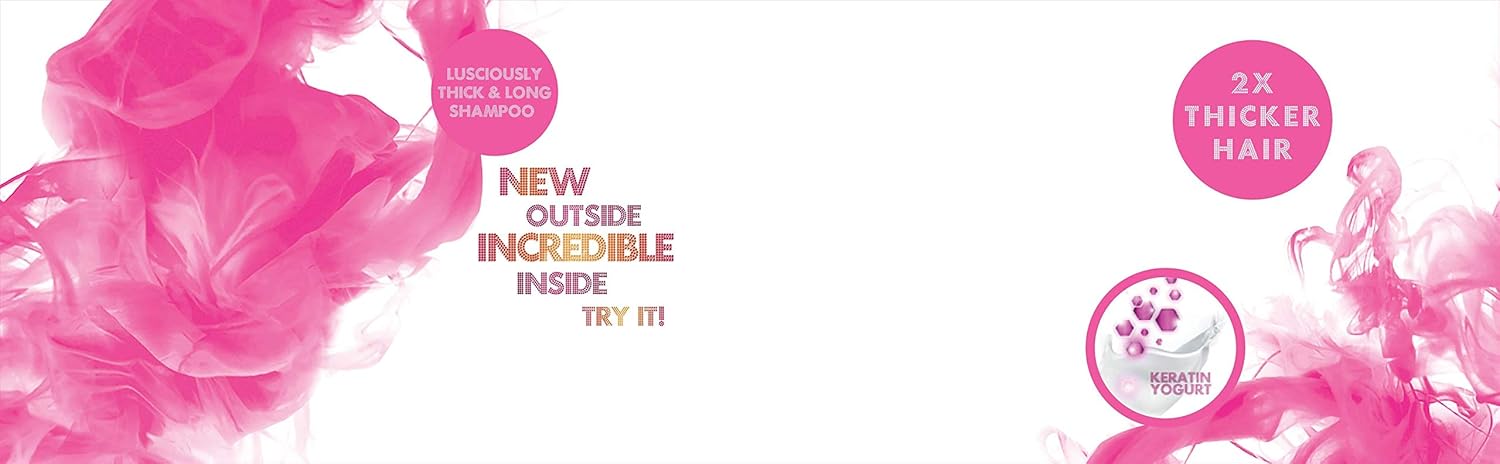 LUSCIOUSLY
THICK & LONG
SHAMPOO
NEW
OUTSIDE
INCREDIBLE
INSIDE
TRY IT!
2X
THICKER
HAIR
KERATIN
YOGURT